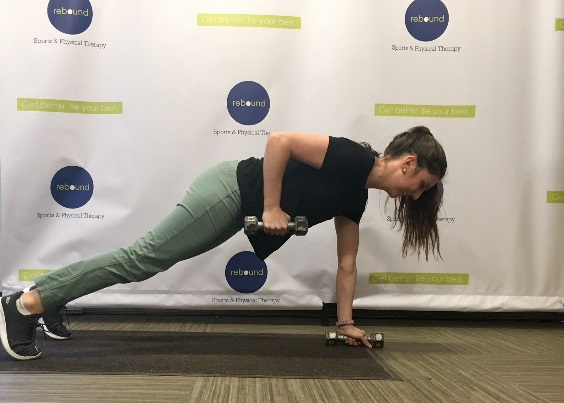 rebound
Sports & Physical Therapy
Get better. Be your best.
rebound
Sports & Physical Therapy
Get better. Be your best.
rebound
Sports & Physical The
Get better. Be your best.
rebound
Sports & Physical Therapy
Get
rebound
Sports & Physical Therapy
Get better. Be your best.